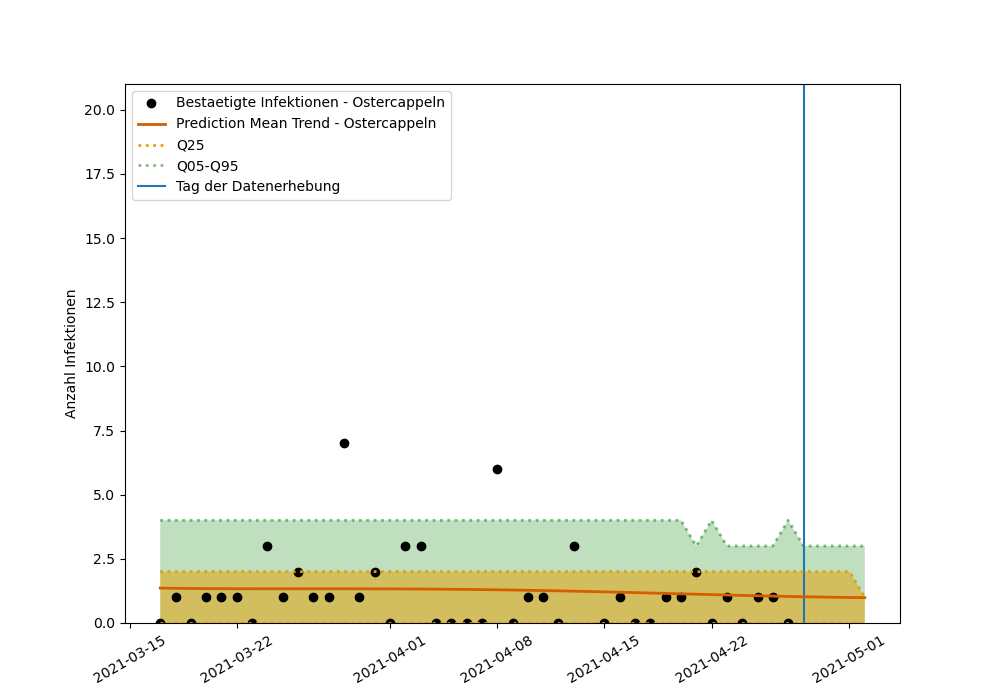 Bestaetigte Infektionen - Ostercappeln
Prediction Mean Trend - Ostercappeln
Q25
Q05-Q95
Tag der Datenerhebung
Anzahl Infektionen
20.0
17.5
15.0
12.5
10.0
7.5
5.0
2.5
0.0
2021-03-15
2021-03-22
2021-04-01
2021-04-08
2021-04-15
2021-04-22
2021-05-01